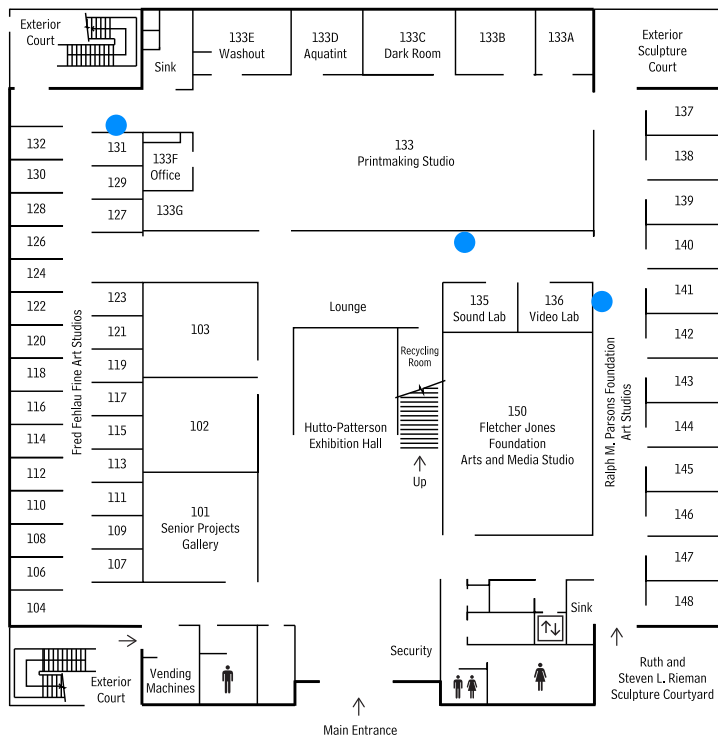 Exterior
Court
Sink
133E
Washout
133D
Aquatint
133C
Dark Room
133B
133A
Exterior
Sculpture
Court
132
130
128
126
124
122
120
118
116
114
112
110
108
106
104
Fred Fehlau Fine Art Studios
131
129
127
123
121
119
117
115
113
111
109
107
133F
Office
133G
133
Printmaking Studio
103
102
101
Senior Projects
Gallery
Lounge
Recycling
Room
Hutto-Patterson
Exhibition Hall
Up
135
Sound Lab
136
Video Lab
150
Fletcher Jones
Foundation
Arts and Media Studio
Ralph M. Parsons Foundation
Art Studios
137
138
139
140
141
142
143
144
145
146
147
148
Exterior
Court
Vending
Machines
Security
Sink
Ruth and
Steven L. Rieman
Sculpture Courtyard
Main Entrance